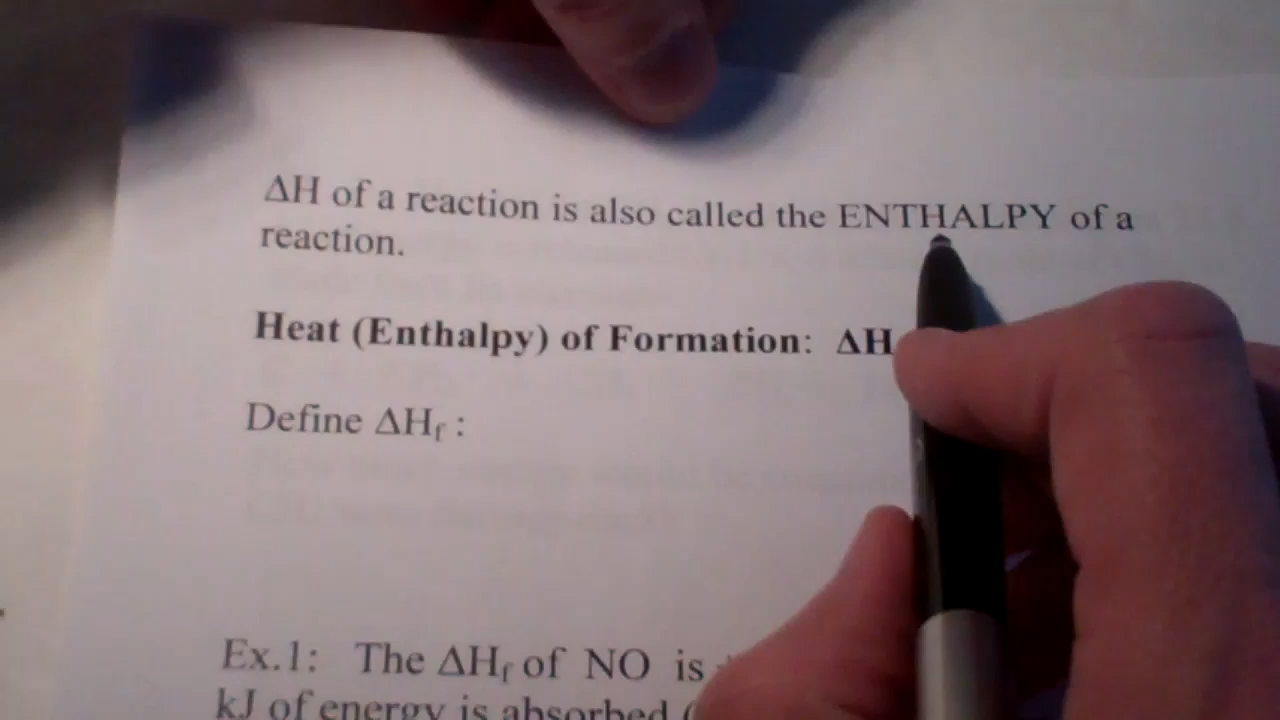 ΔH of a reaction is also called the ENTHALPY of a
reaction.
Heat (Enthalpy) of Formation: ΔH
Define ΔHf :
Ex.1: The ΔHf of NO is
kJ of energy is absorbed (